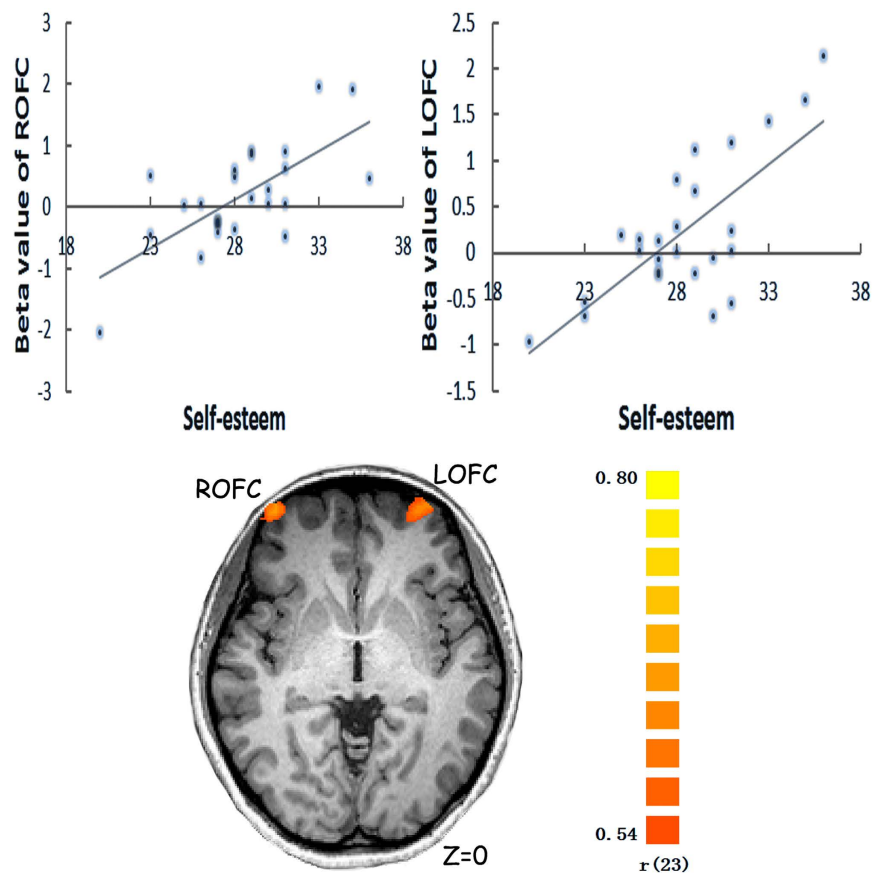 Beta value of ROFC
3
2
1
0
-1
-2
-3
18 23 28 33 38
Self-esteem
Beta value of LOFC
2.5
2
1.5
1
0.5
0
-0.5
-1
-1.5
18 23 28 33 38
Self-esteem
ROFC
LOFC
Z=0
0.80
0.54
r(23)